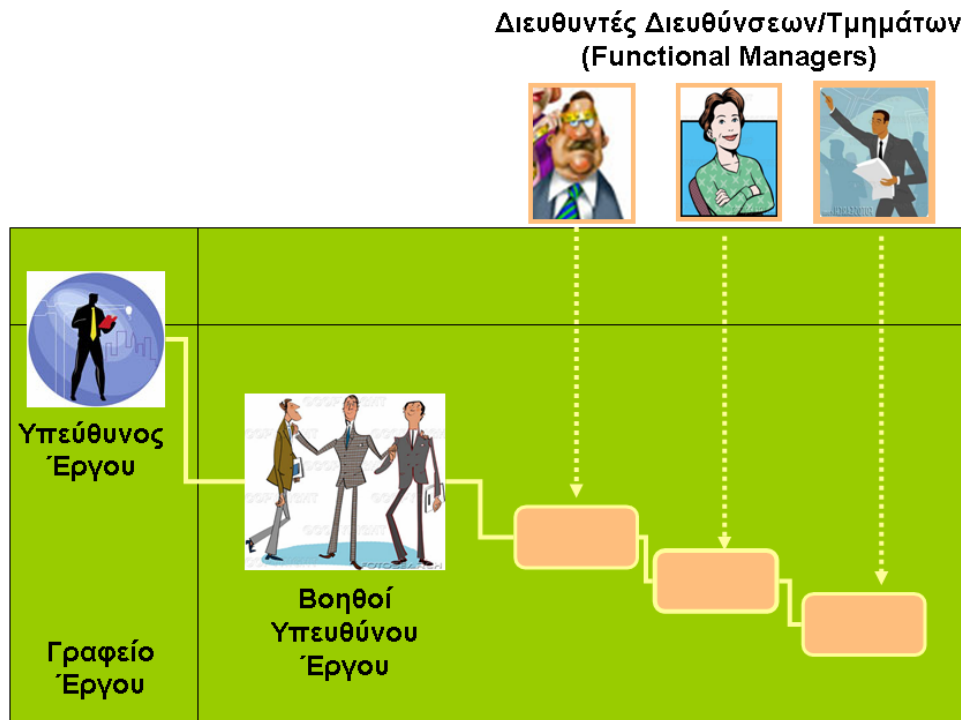 Διευθυντές Διευθύνσεων/Τμημάτων
(Functional Managers)
Υπεύθυνος
Έργου
Βοηθοί
Υπευθύνου
Έργου
Γραφείο
Έργου